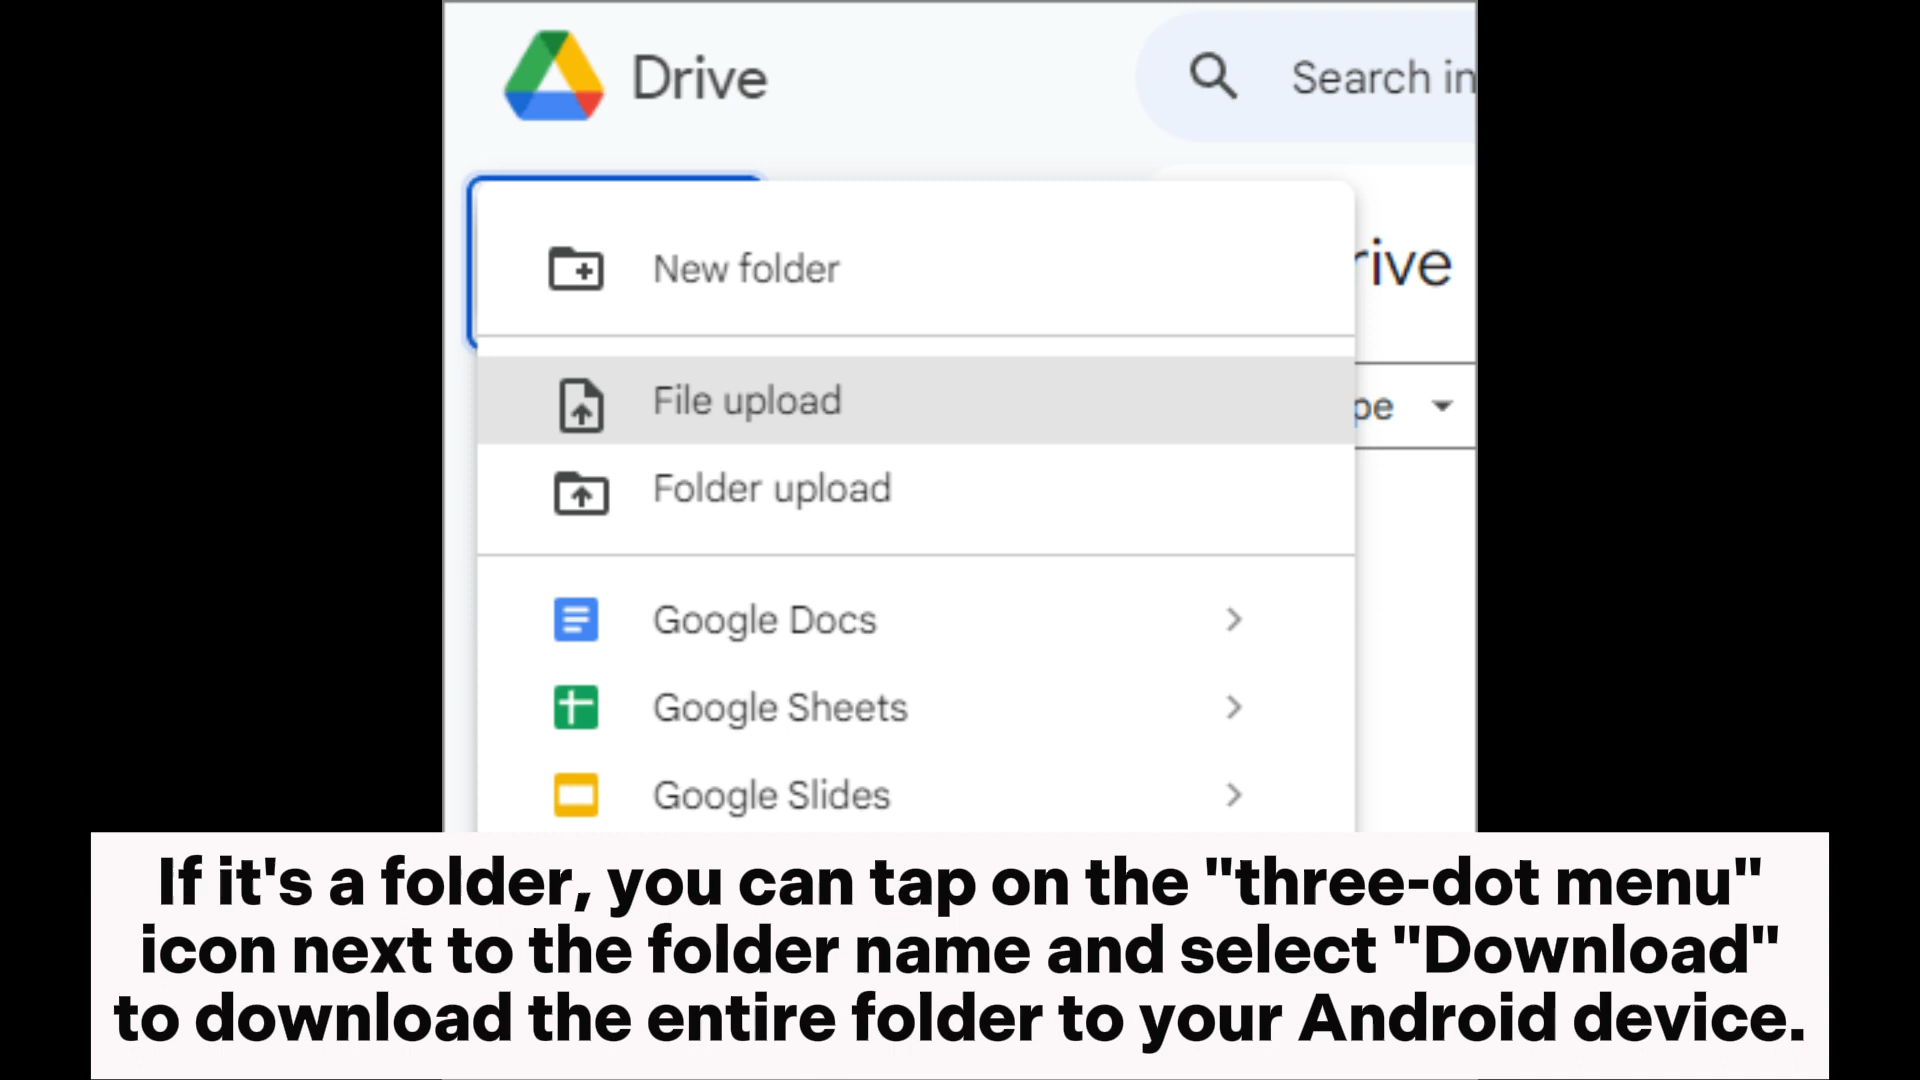 Drive
Search in
New folder
rive
File upload
pe
Folder upload
Google Docs
Google Sheets
Google Slides
If it's a folder, you can tap on the "three-dot menu"
icon next to the folder name and select "Download"
to download the entire folder to your Android device.